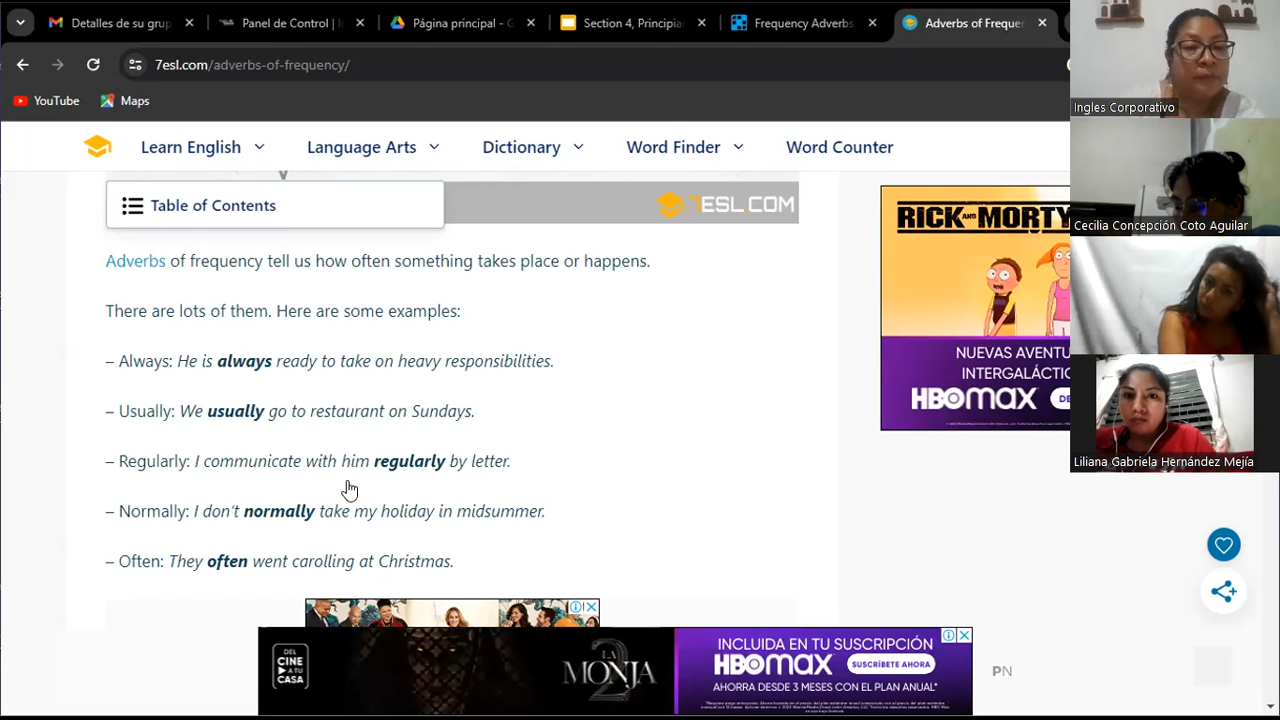 Detalles de su grup
Panel de Control | I
Página principal - G
Section 4, Principian
Frequency Adverbs
Adverbs of Freque
7esl.com/adverbs-of-frequency/
YouTube
Maps
Learn English
Language Arts
Dictionary
Word Finder
Word Counter
Table of Contents
7ESL.COM
Adverbs of frequency tell us how often something takes place or happens.
There are lots of them. Here are some examples:
– Always: He is always ready to take on heavy responsibilities.
– Usually: We usually go to restaurant on Sundays.
– Regularly: I communicate with him regularly by letter.
– Normally: I don't normally take my holiday in midsummer.
– Often: They often went carolling at Christmas.
RICK AND MORTY
NUEVAS AVENTU
INTERGALÁCTIC
HBOMAX
DE
DEL
CINE
A TU
CASA
LA
MONJA
2
INCLUIDA EN TU SUSCRIPCIÓN
HBOMAX
SUSCRÍBETE AHORA
AHORA DESDE 3 MESES CON EL PLAN ANUAL*
PN
Ingles Corporativo
Cecilia Concepción Coto Aguilar
Liliana Gabriela Hernández Mejía